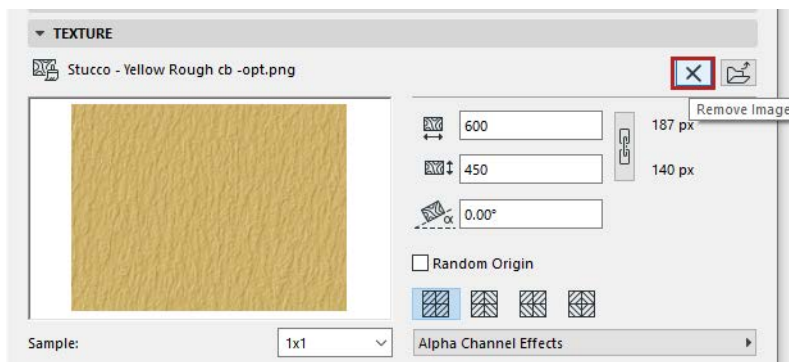 TEXTURE
Stucco - Yellow Rough cb -opt.png
Remove Image
600
187 px
450
140 px
α
0.00°
Random Origin
Sample:
1x1
Alpha Channel Effects